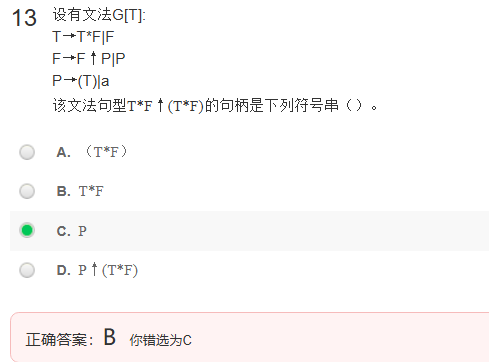 13 设有文法G[T]:
T→T*F|F
F→F↑P|P
P→(T)|a
该文法句型T*F↑(T*F)的句柄是下列符号串（）。
A. （T*F）
B. T*F
C. P
D. P↑(T*F)
正确答案：B 你错选为C